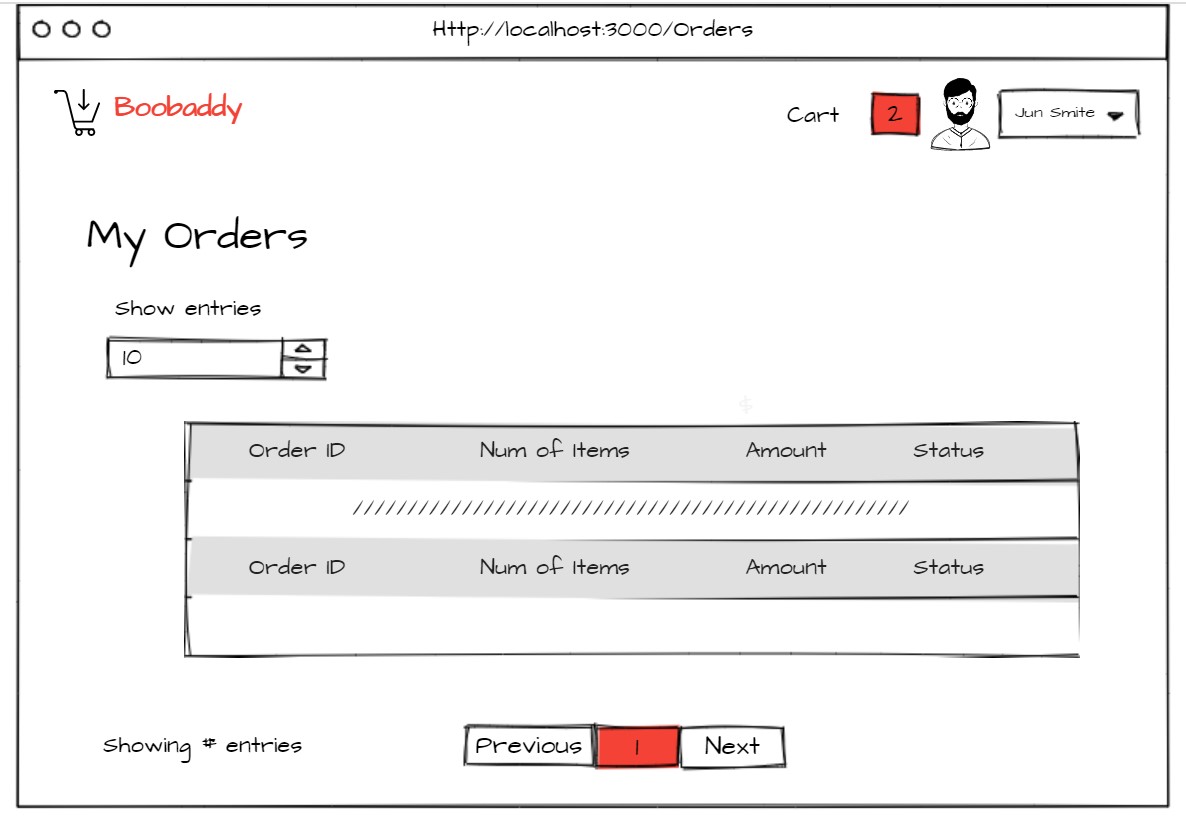 Http://localhost:3000/Orders
Boobaddy
Cart 2 Jun Smite
My Orders
Show entries
10
$
Order ID Num of Items Amount Status
///////////////////////////////////////////////////
Order ID Num of Items Amount Status
Showing # entries Previous 1 Next